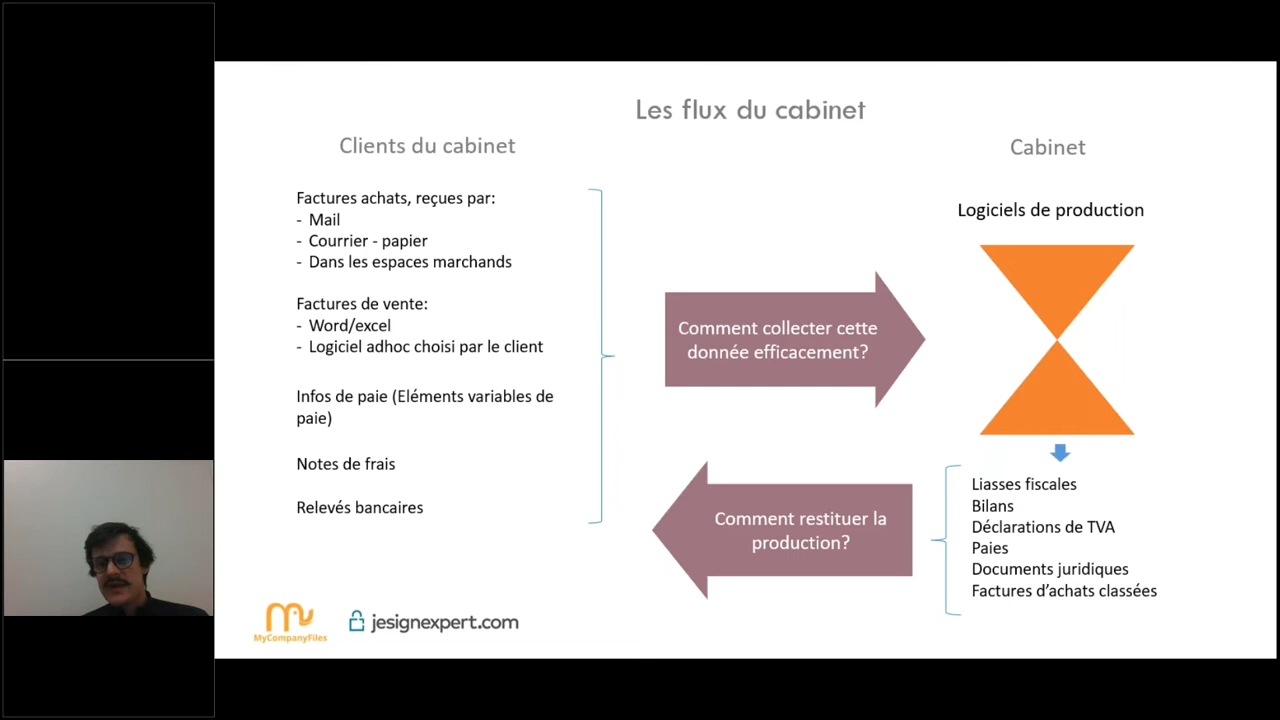 Les flux du cabinet
Clients du cabinet
Factures achats, reçues par:
- Mail
- Courrier - papier
- Dans les espaces marchands
Factures de vente:
- Word/excel
- Logiciel adhoc choisi par le client
Infos de paie (Eléments variables de
paie)
Notes de frais
Relevés bancaires
Comment collecter cette
donnée efficacement?
Comment restituer la
production?
Cabinet
Logiciels de production
Liasses fiscales
Bilans
Déclarations de TVA
Paies
Documents juridiques
Factures d’achats classées
MyCompanyFiles
jesignexpert.com